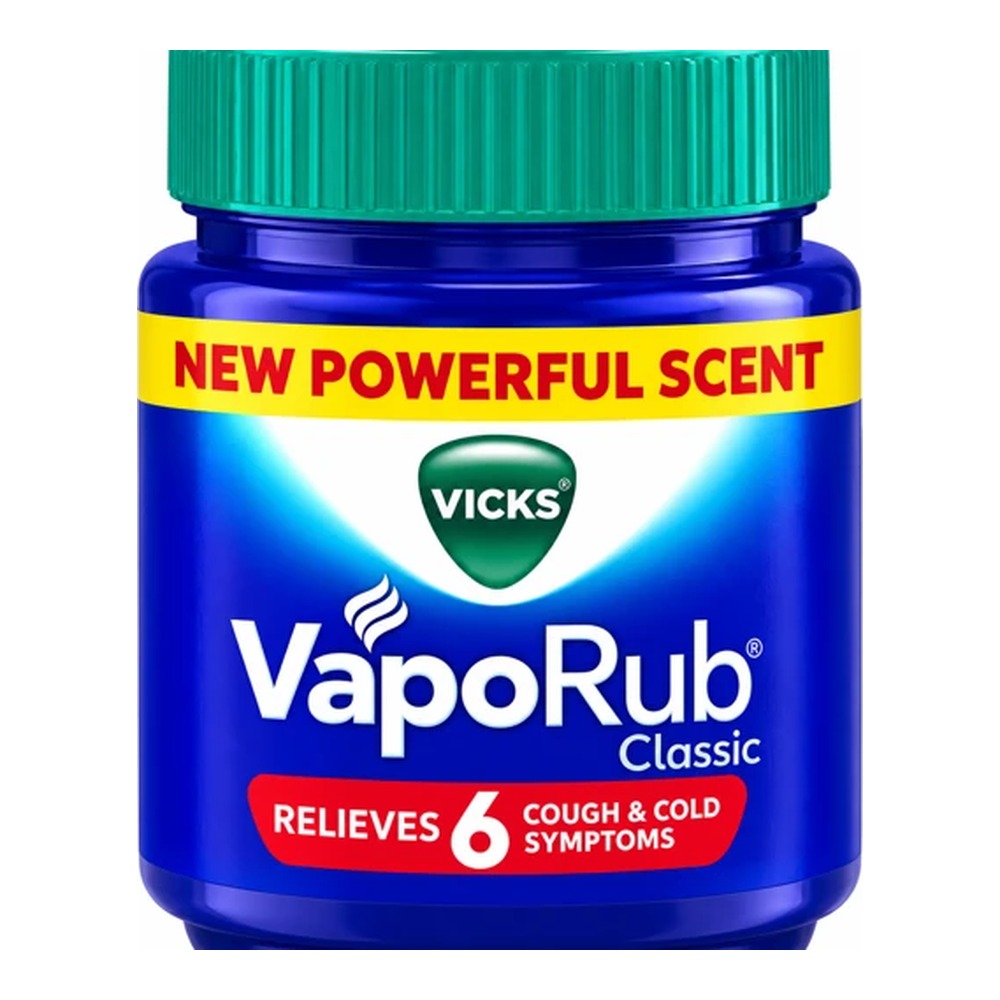 NEW POWERFUL SCENT
VICKS®
VapoRub®
Classic
RELIEVES 6 COUGH & COLD
SYMPTOMS